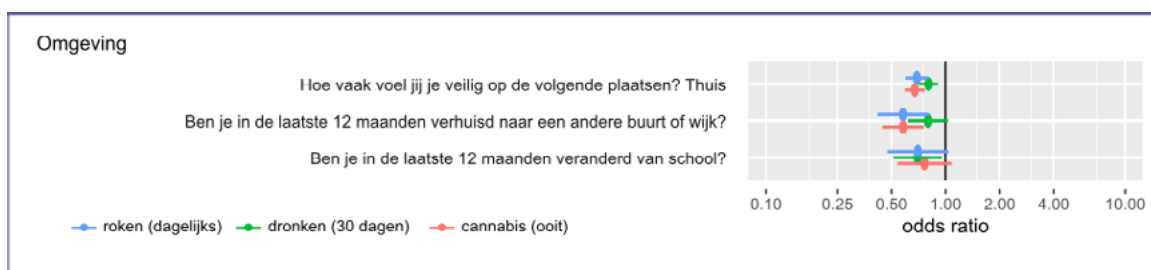 Omgeving
Hoe vaak voel jij je veilig op de volgende plaatsen? Thuis
Ben je in de laatste 12 maanden verhuisd naar een andere buurt of wijk?
Ben je in de laatste 12 maanden veranderd van school?
0.10 0.25 0.50 1.00 2.00 4.00 10.00
odds ratio
roken (dagelijks) dronken (30 dagen) cannabis (ooit)